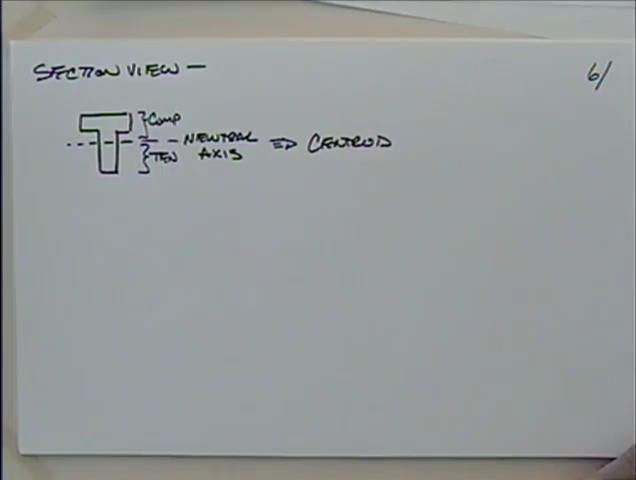 SECTION VIEW —
6/
COMP
NEUTRAL
TEN
AXIS
⇒ CENTROID